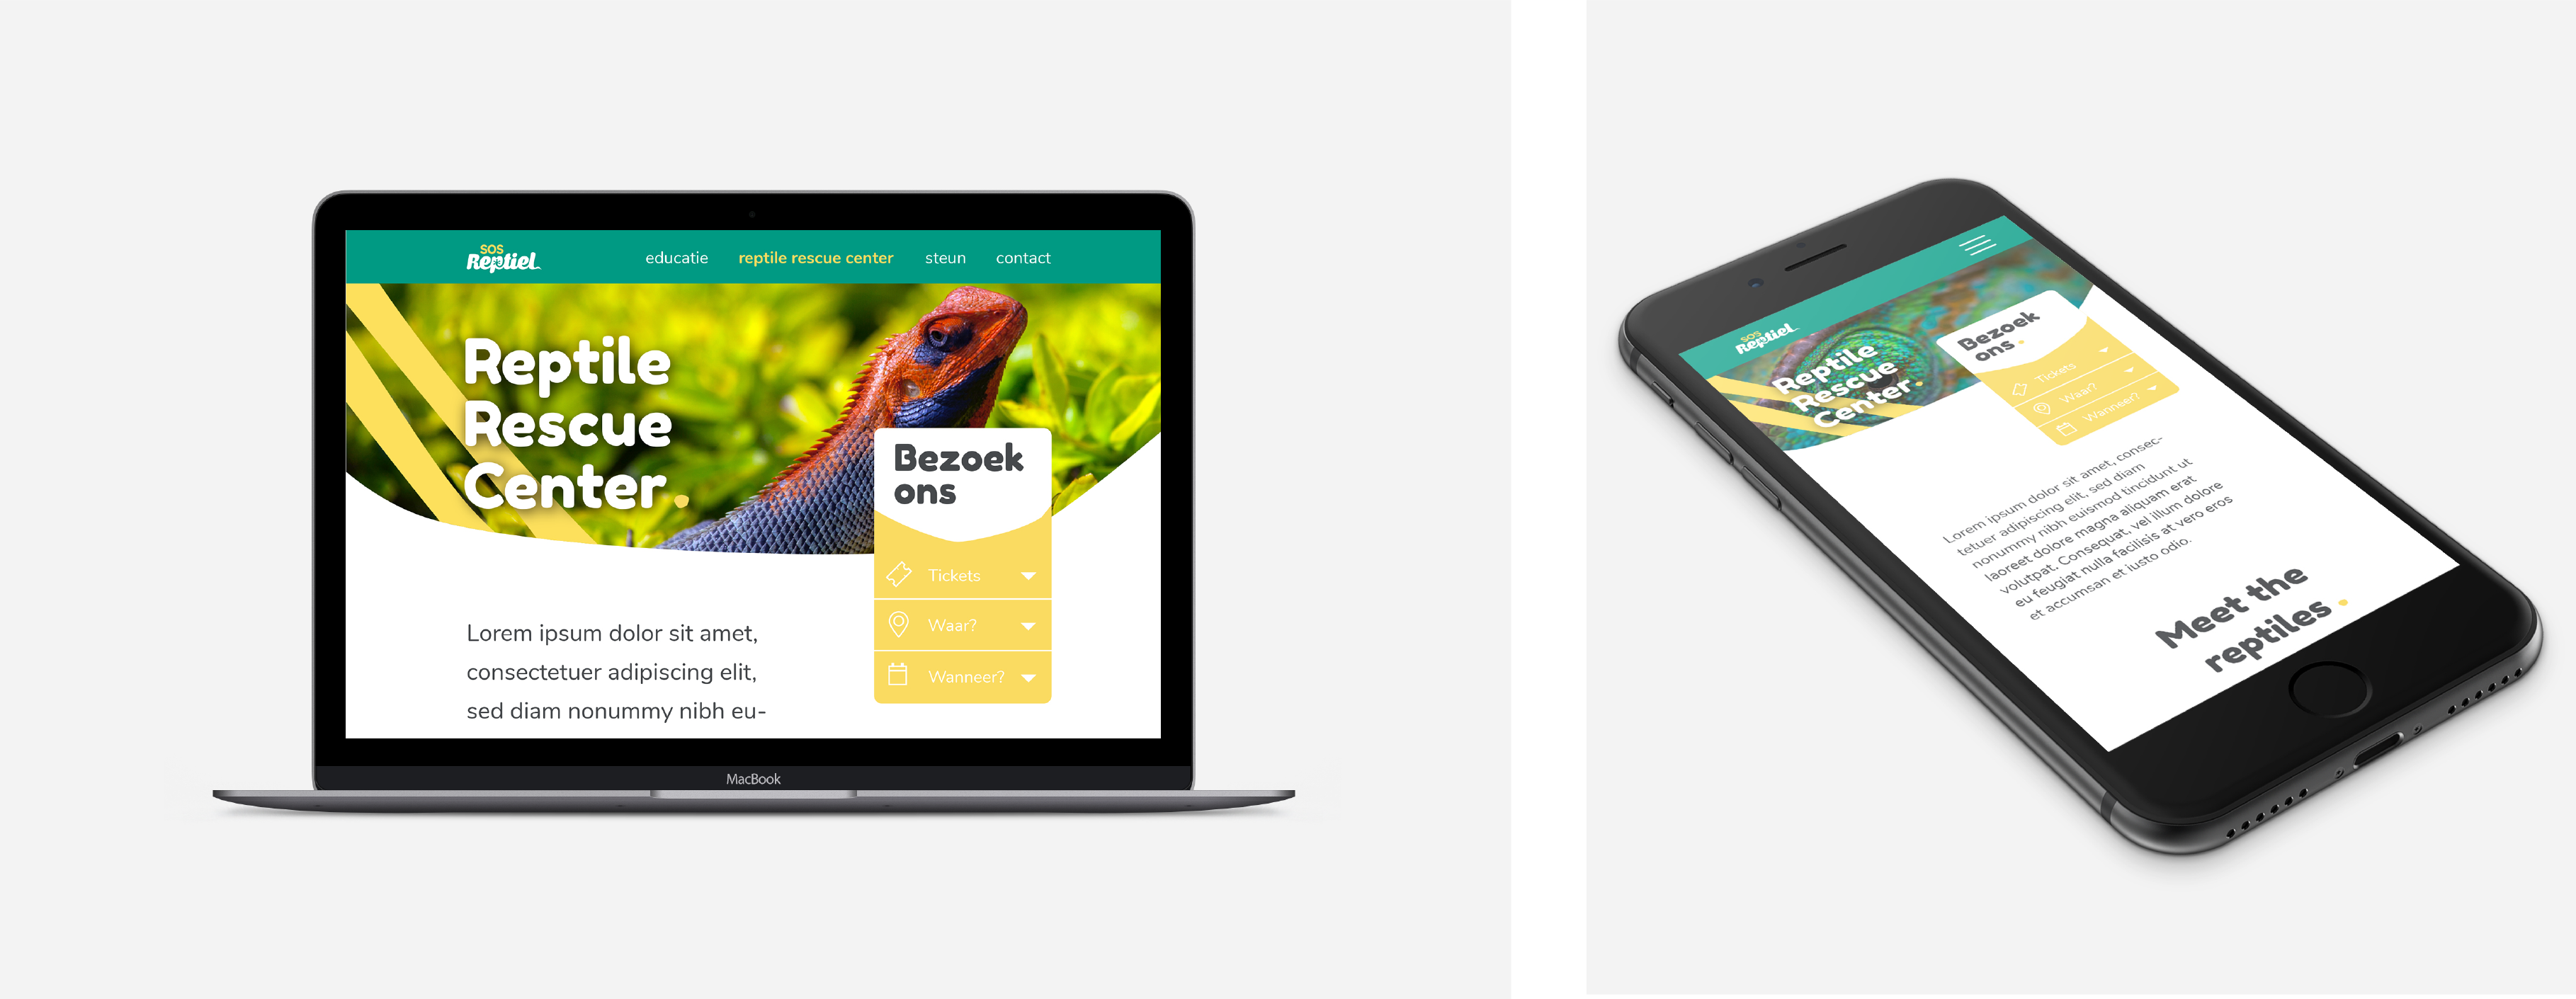 SOS
Reptiel
educatie reptile rescue center steun contact
Reptile
Rescue
Center.
Bezoek
ons
Tickets
Waar?
Wanneer?
Lorem ipsum dolor sit amet,
consectetuer adipiscing elit,
sed diam nonummy nibh eu-
MacBook
SOS
Reptiel
Reptile
Rescue
Center.
Bezoek
ons.
Tickets
Waar?
Wanneer?
Lorem ipsum dolor sit amet, consec-
tetuer adipiscing elit, sed diam
nonummy nibh euismod tincidunt ut
laoreet dolore magna aliquam erat
volutpat. Consequat, vel illum dolore
eu feugiat nulla facilisis at vero eros
et accumsan et iusto odio.
Meet the
reptiles.